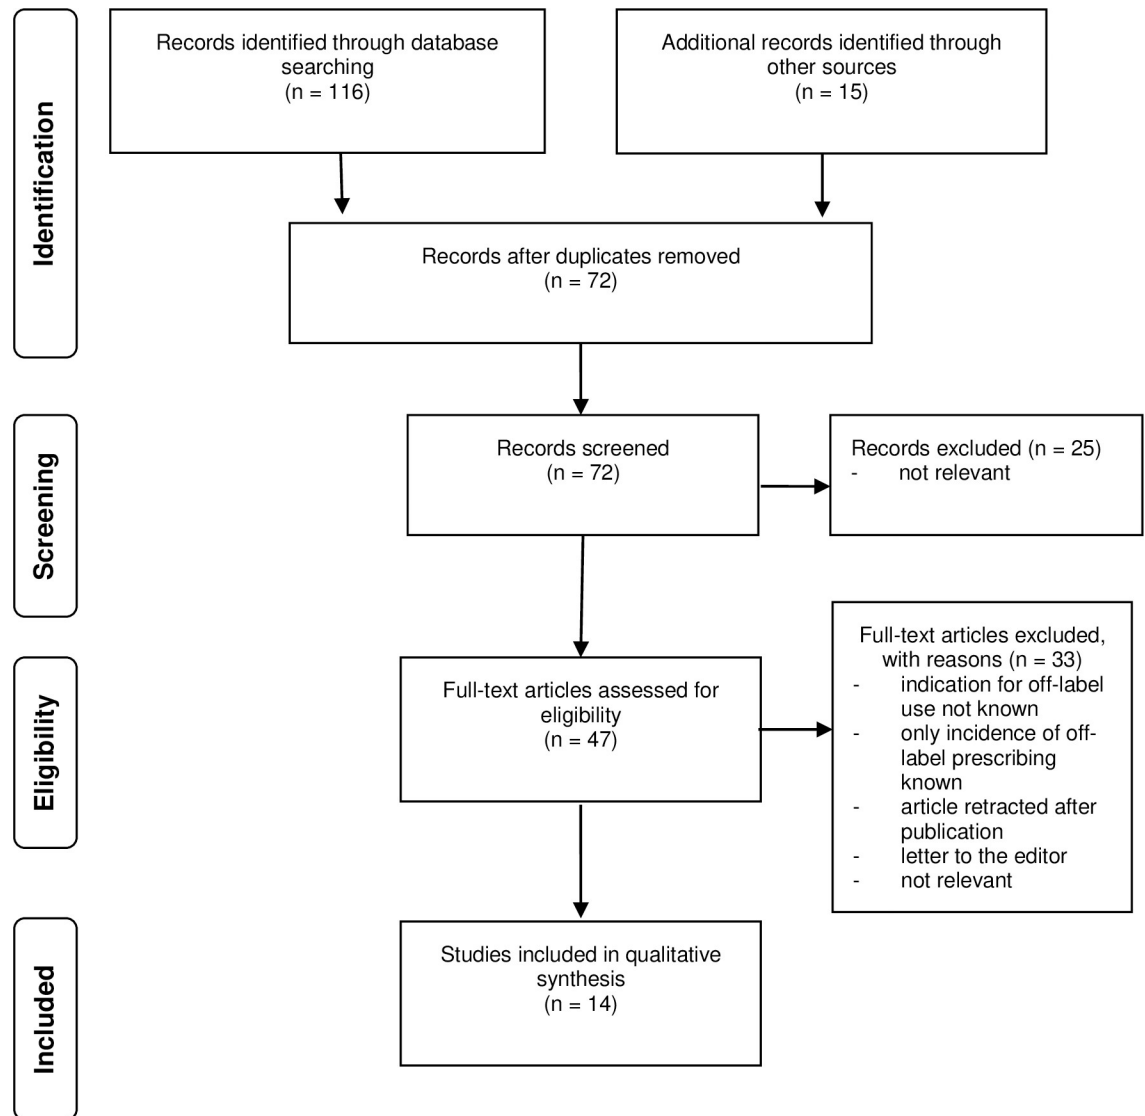 Identification
Records identified through database
searching
(n = 116)
Additional records identified through
other sources
(n = 15)
Records after duplicates removed
(n = 72)
Screening
Records screened
(n = 72)
Records excluded (n = 25)
- not relevant
Eligibility
Full-text articles assessed for
eligibility
(n = 47)
Full-text articles excluded,
with reasons (n = 33)
- indication for off-label
use not known
- only incidence of off-
label prescribing
known
- article retracted after
publication
- letter to the editor
- not relevant
Included
Studies included in qualitative
synthesis
(n = 14)